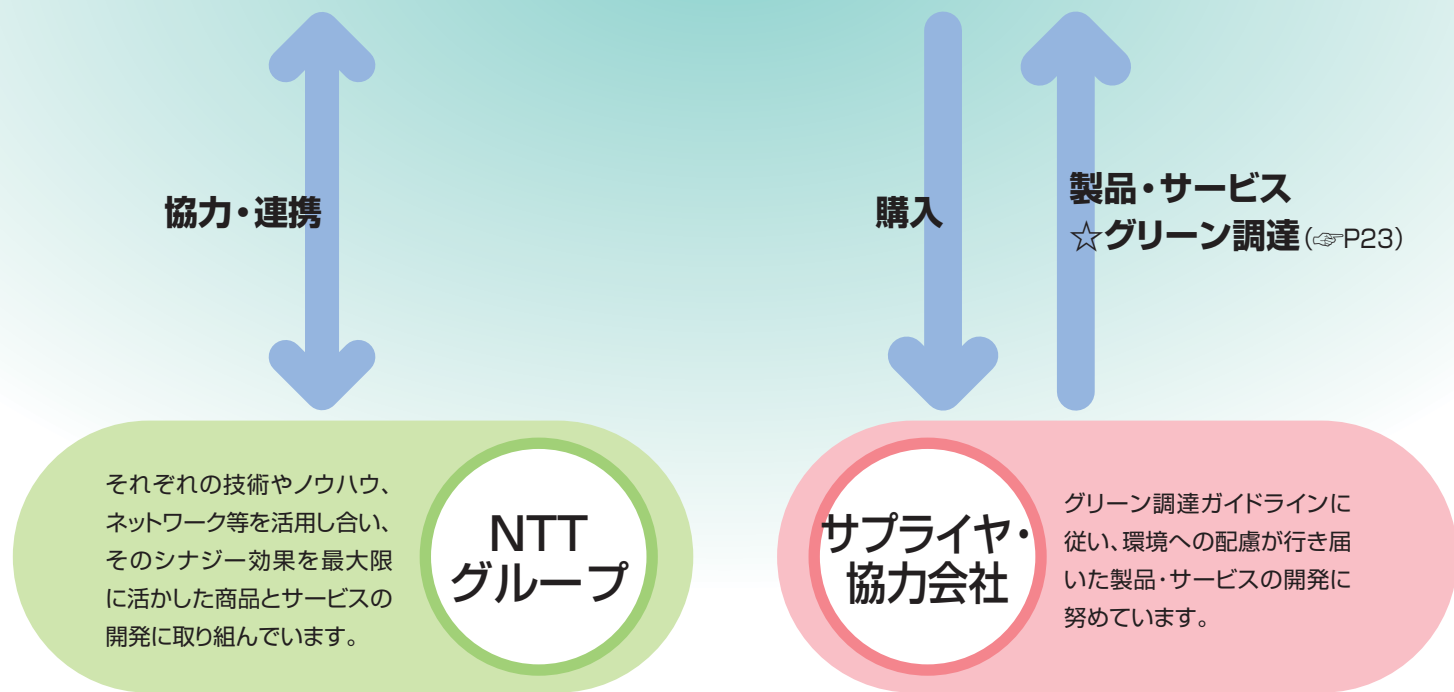 協力・連携
購入
製品・サービス
☆グリーン調達(☞P23)
それぞれの技術やノウハウ、
ネットワーク等を活用し合い、
そのシナジー効果を最大限
に活かした商品とサービスの
開発に取り組んでいます。
NTT
グループ
サプライヤ・
協力会社
グリーン調達ガイドラインに
従い、環境への配慮が行き届
いた製品・サービスの開発に
努めています。